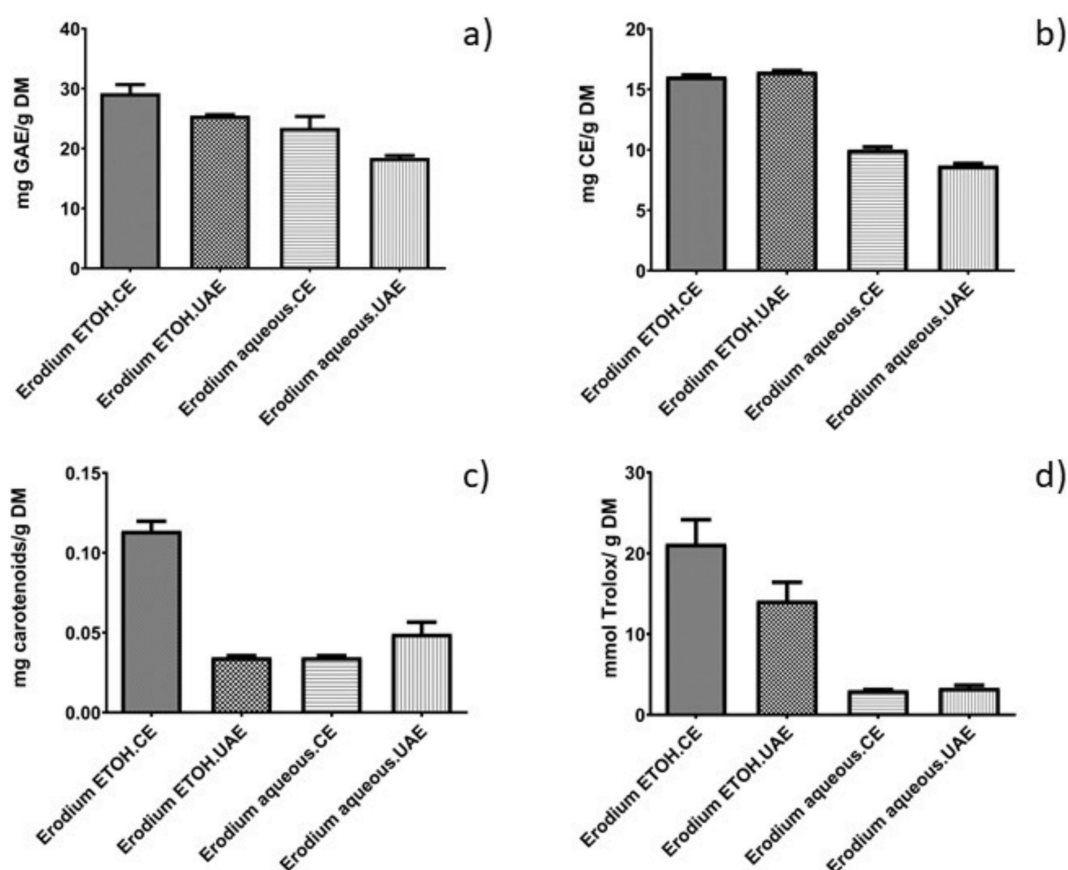 a)
mg GAE/g DM
40
30
20
10
0
Erodium ETOH.CE
Erodium ETOH.UAE
Erodium aqueous.CE
Erodium aqueous.UAE
b)
mg CE/g DM
20
15
10
5
0
Erodium ETOH.CE
Erodium ETOH.UAE
Erodium aqueous.CE
Erodium aqueous.UAE
c)
mg carotenoids/g DM
0.15
0.10
0.05
0.00
Erodium ETOH.CE
Erodium ETOH.UAE
Erodium aqueous.CE
Erodium aqueous.UAE
d)
mmol Trolox/ g DM
30
20
10
0
Erodium ETOH.CE
Erodium ETOH.UAE
Erodium aqueous.CE
Erodium aqueous.UAE